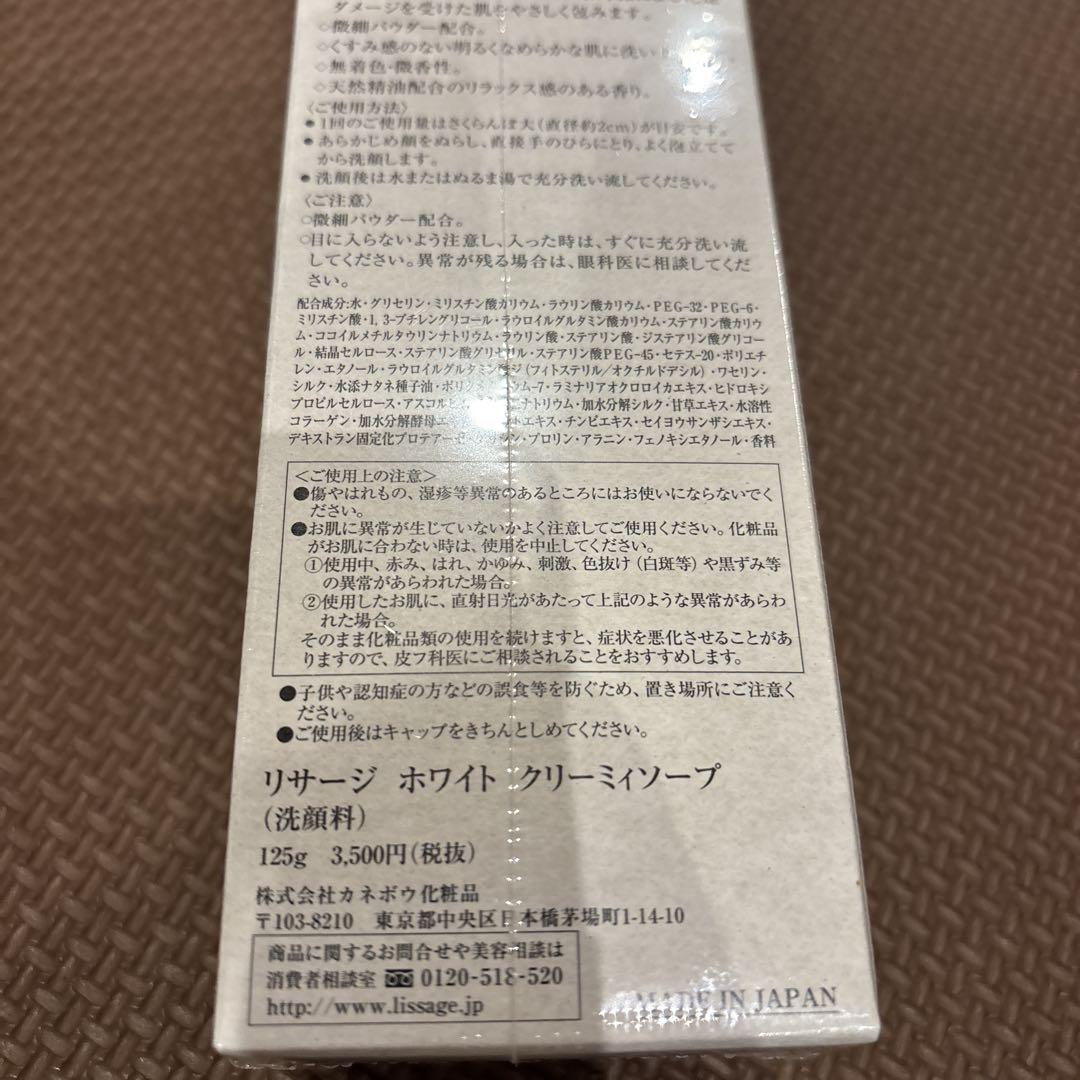 ダメージを受けた肌をやさしく包みます。
◇微細パウダー配合。
◇くすみ感のない明るくなめらかな肌に洗い
◇無着色・微香性。
◇天然精油配合のリラックス感のある香り。
〈ご使用方法〉
●1回のご使用量はさくらんぼ大(直径約2cm)が目安です。
●あらかじめ顔をぬらし、直接手のひらにとり、よく泡立てて
から洗顔します。
●洗顔後は水またはぬるま湯で充分洗い流してください。
〈ご注意〉
○微細パウダー配合。
○目に入らないよう注意し、入った時は、すぐに充分洗い流
してください。異常が残る場合は、眼科医に相談してくだ
さい。
配合成分:水・グリセリン・ミリスチン酸カリウム・ラウリン酸カリウム・PEG-32・PEG-6・
ミリスチン酸・1,3-ブチレングリコール・ラウロイルグルタミン酸カリウム・ステアリン酸カリウ
ム・ココイルメチルタウリンナトリウム・ラウリン酸・ステアリン酸・ジステアリン酸グリコー
ル・結晶セルロース・ステアリン酸グリセリル・ステアリン酸PEG-45・セテス-20・ポリエチ
レン・エタノール・ラウロイルグルタミン酸ジ(フィトステリル/オクチルドデシル)・ワセリン・
シルク・水添ナタネ種子油・ポリクオタニウム-7・ラミナリアオクロロイカエキス・ヒドロキシ
プロピルセルロース・アスコルビ ナトリウム・加水分解シルク・甘草エキス・水溶性
コラーゲン・加水分解酵母エ トエキス・チンピエキス・セイヨウサンザシエキス・
デキストラン固定化プロテアーゼ・グリシン・プロリン・アラニン・フェノキシエタノール・香料
<ご使用上の注意>
●傷やはれもの、湿疹等異常のあるところにはお使いにならないでく
ださい。
●お肌に異常が生じていないかよく注意してご使用ください。化粧品
がお肌に合わない時は、使用を中止してください。
①使用中、赤み、はれ、かゆみ、刺激、色抜け(白斑等)や黒ずみ等
の異常があらわれた場合。
②使用したお肌に、直射日光があたって上記のような異常があらわ
れた場合。
そのまま化粧品類の使用を続けますと、症状を悪化させることがあ
りますので、皮フ科医にご相談されることをおすすめします。
●子供や認知症の方などの誤食等を防ぐため、置き場所にご注意く
ださい。
●ご使用後はキャップをきちんとしめてください。
リサージ ホワイト クリーミィソープ
(洗顔料)
125g 3,500円(税抜)
株式会社カネボウ化粧品
〒103-8210 東京都中央区日本橋茅場町1-14-10
商品に関するお問合せや美容相談は
消費者相談室 0120-518-520
http://www.lissage.jp
MADE IN JAPAN